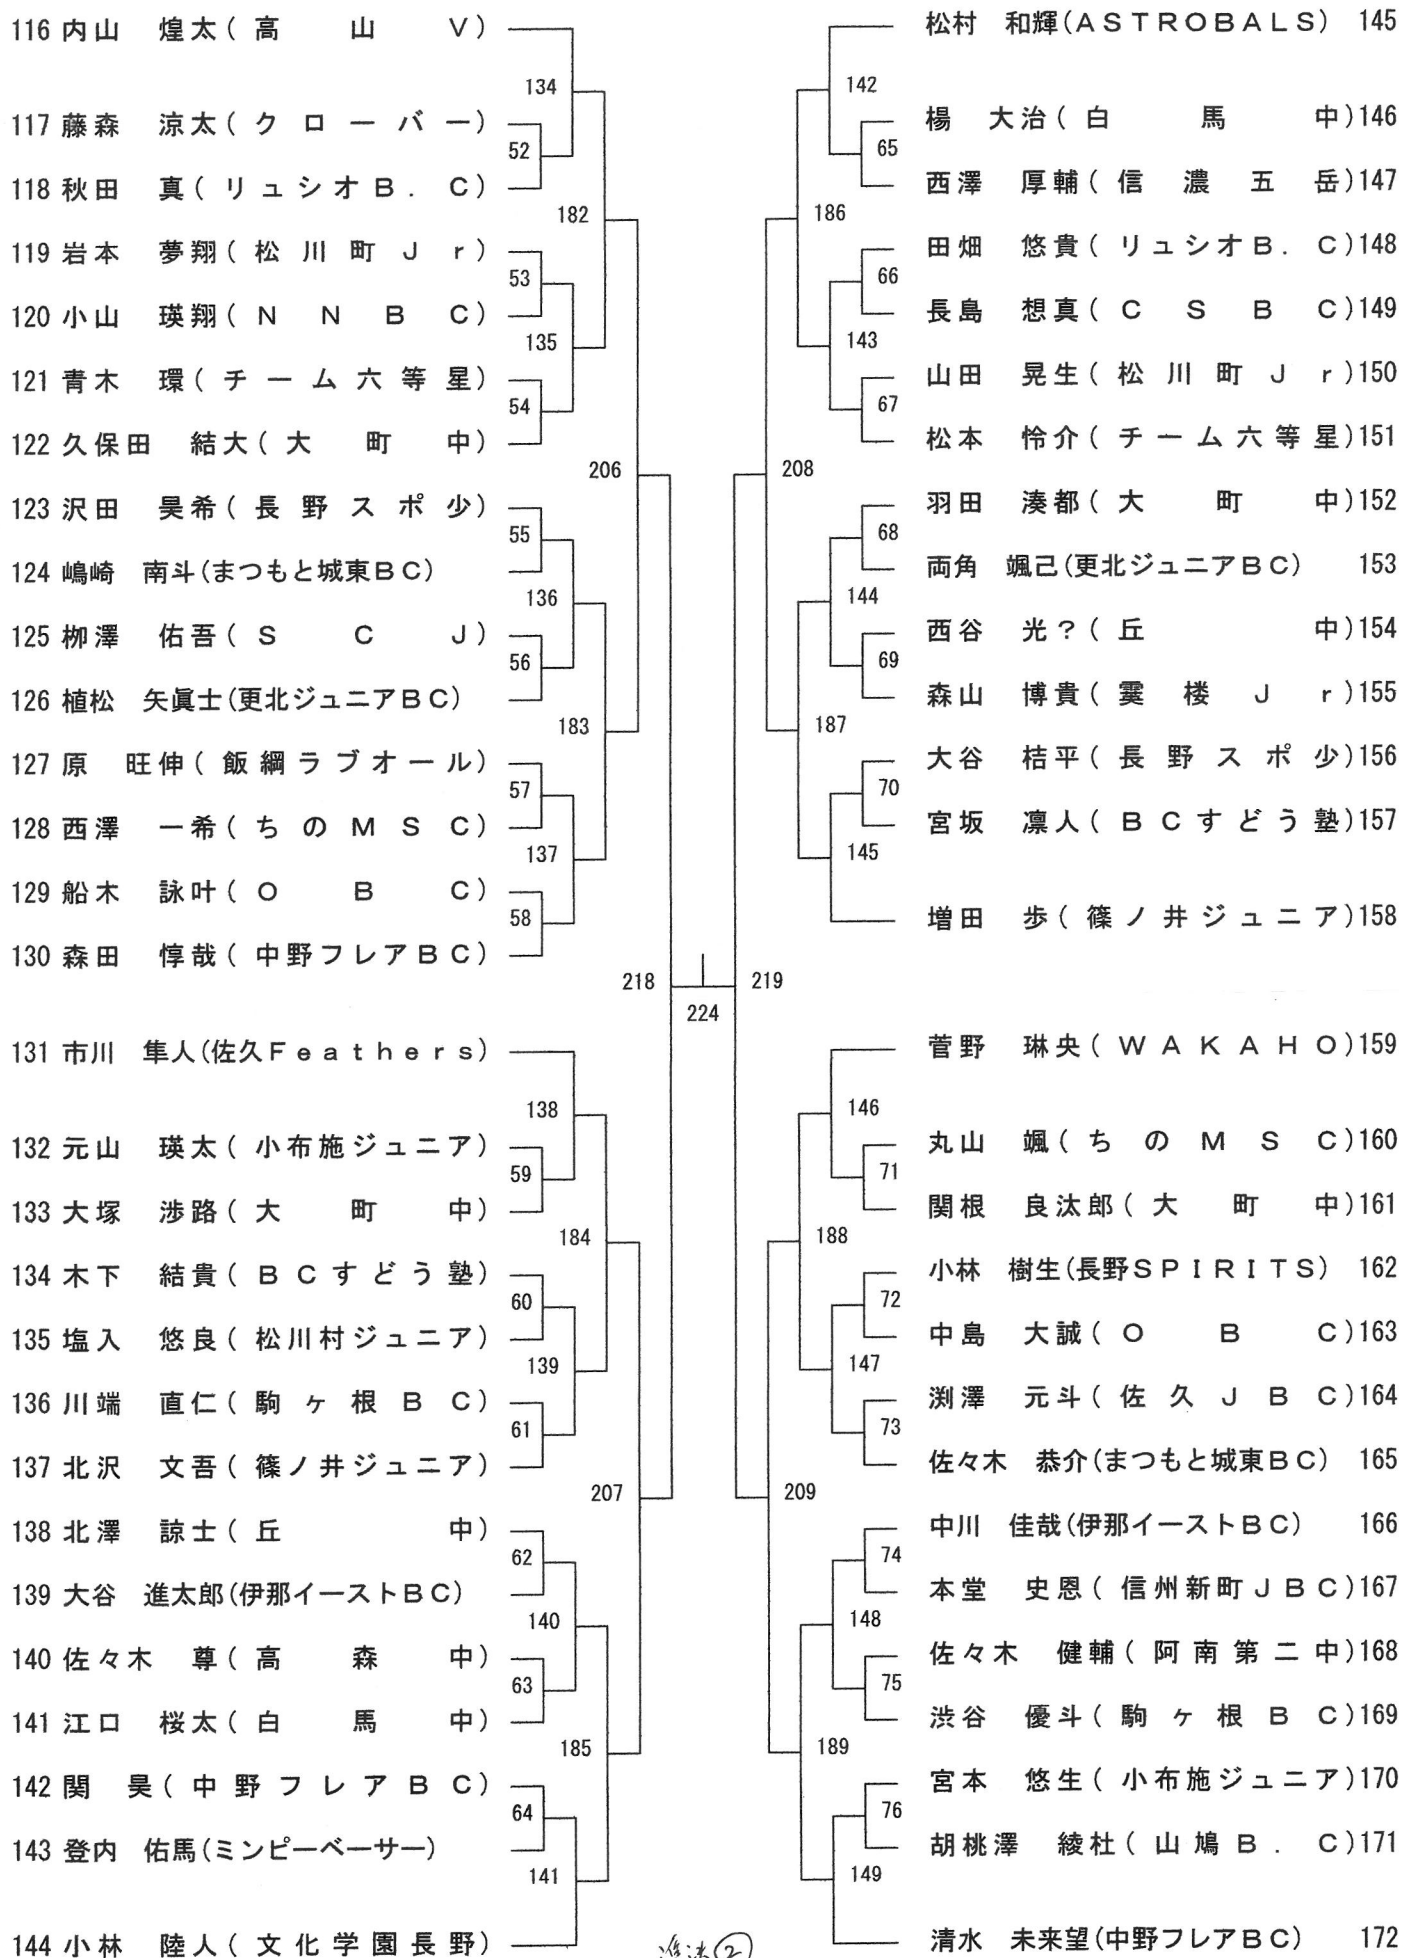 116 内山 煌太(高山V)
134
117 藤森 涼太(クローバー)
52
118 秋田 真(リュシオB.C)
182
119 岩本 夢翔(松川町Jr)
53
120 小山 瑛翔(NNBC)
135
121 青木 環(チーム六等星)
54
122 久保田 結大(大町中)
206
123 沢田 昊希(長野スポ少)
55
124 嶋崎 南斗(まつもと城東BC)
136
125 栁澤 佑吾(SCJ)
56
126 植松 矢眞士(更北ジュニアBC)
183
127 原 旺伸(飯綱ラブオール)
57
128 西澤 一希(ちのMSC)
137
129 船木 詠叶(OBC)
58
130 森田 惇哉(中野フレアBC)
218
224
131 市川 隼人(佐久Feathers)
138
132 元山 瑛太(小布施ジュニア)
59
133 大塚 渉路(大町中)
184
134 木下 結貴(BCすどう塾)
60
135 塩入 悠良(松川村ジュニア)
139
136 川端 直仁(駒ヶ根BC)
61
137 北沢 文吾(篠ノ井ジュニア)
207
138 北澤 諒士(丘中)
62
139 大谷 進太郎(伊那イーストBC)
140
140 佐々木 尊(高森中)
63
141 江口 桜太(白馬中)
185
142 関 昊(中野フレアBC)
64
143 登内 佑馬(ミンピーベーサー)
141
144 小林 陸人(文化学園長野)
松村 和輝(ASTROBALS) 145
142
楊 大治(白馬中)146
65
西澤 厚輔(信濃五岳)147
186
田畑 悠貴(リュシオB.C)148
66
長島 想真(CSBC)149
143
山田 晃生(松川町Jr)150
67
松本 怜介(チーム六等星)151
208
羽田 湊都(大町中)152
68
両角 颯己(更北ジュニアBC) 153
144
西谷 光?(丘中)154
69
森山 博貴(霙楼Jr)155
187
大谷 桔平(長野スポ少)156
70
宮坂 凛人(BCすどう塾)157
145
増田 歩(篠ノ井ジュニア)158
219
菅野 琳央(WAKAHO)159
146
丸山 颯(ちのMSC)160
71
関根 良汰郎(大町中)161
188
小林 樹生(長野SPIRITS) 162
72
中島 大誠(OBC)163
147
渕澤 元斗(佐久JBC)164
73
佐々木 恭介(まつもと城東BC) 165
209
中川 佳哉(伊那イーストBC) 166
74
本堂 史恩(信州新町JBC)167
148
佐々木 健輔(阿南第二中)168
75
渋谷 優斗(駒ヶ根BC)169
189
宮本 悠生(小布施ジュニア)170
76
胡桃澤 綾杜(山鳩B.C)171
149
清水 未来望(中野フレアBC) 172
②